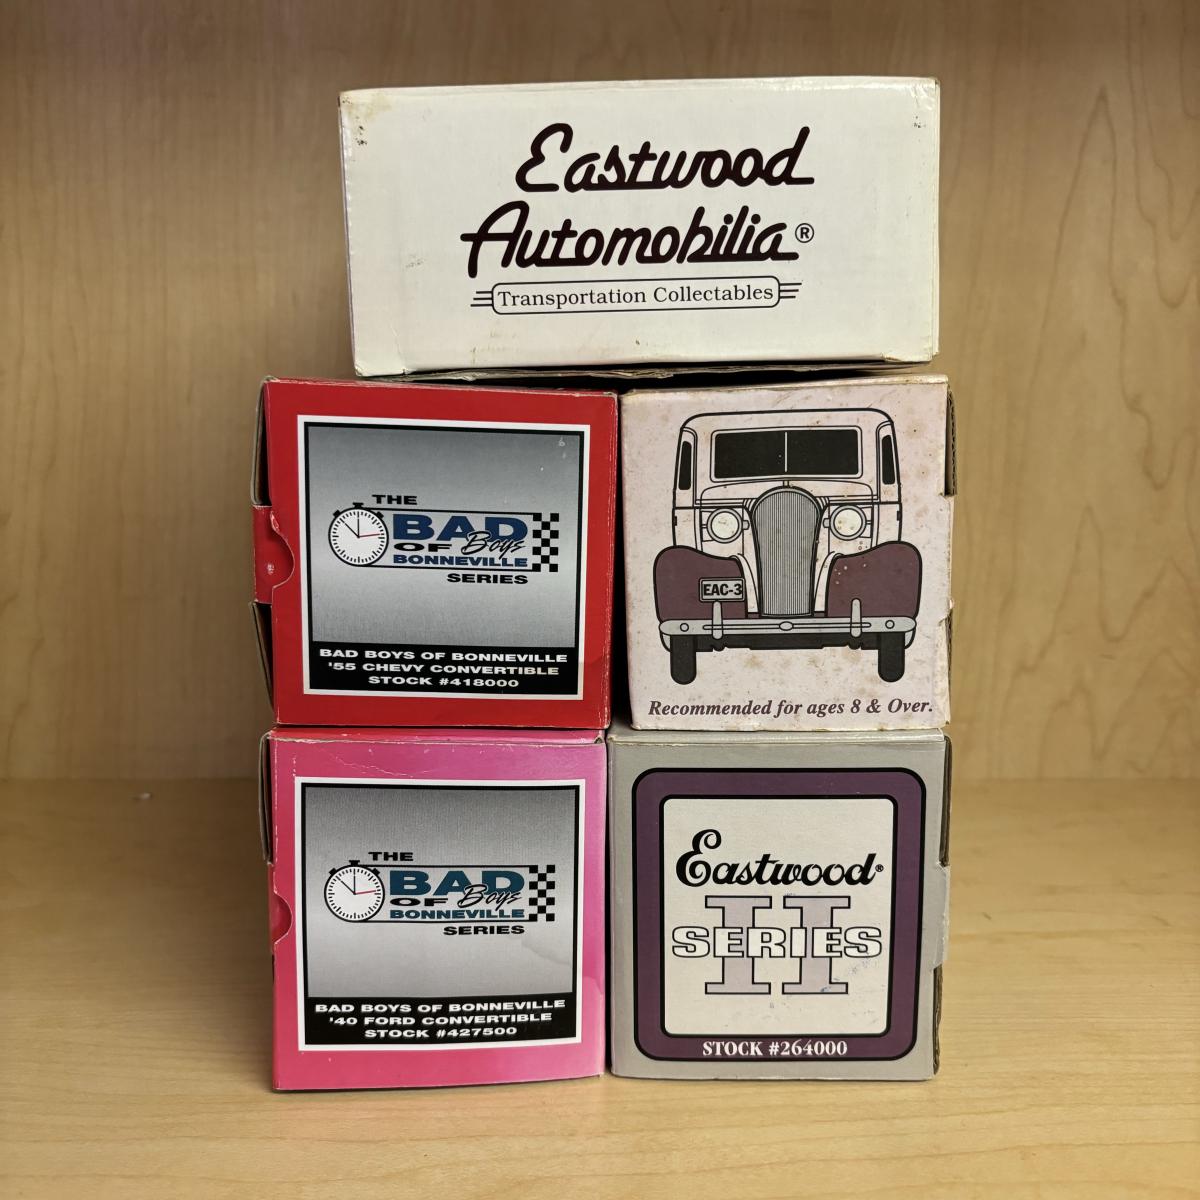 Eastwood
Automobilia®
Transportation Collectables
THE
BAD
OF Boys
BONNEVILLE
SERIES
BAD BOYS OF BONNEVILLE
'55 CHEVY CONVERTIBLE
STOCK #418000
EAC-3
Recommended for ages 8 & Over.
THE
BAD
OF Boys
BONNEVILLE
SERIES
BAD BOYS OF BONNEVILLE
'40 FORD CONVERTIBLE
STOCK #427500
Eastwood®
II
SERIES
STOCK #264000